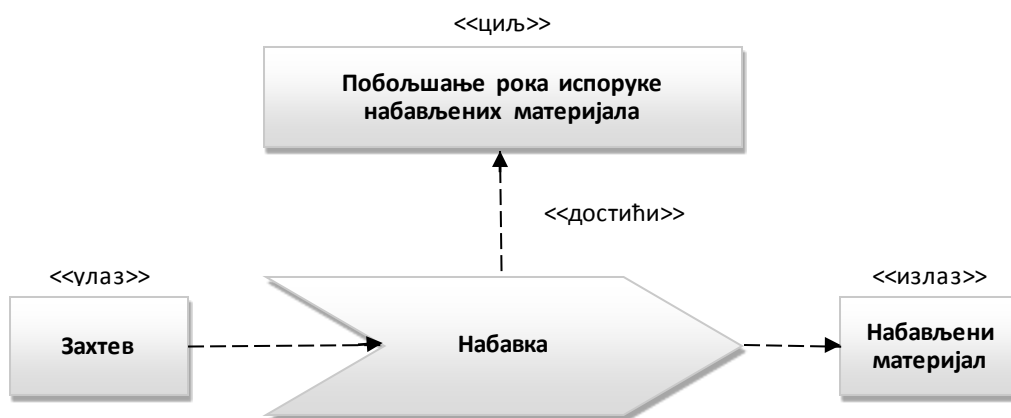 <<циљ>>
Побољшање рока испоруке
набављених материјала
<<достићи>>
<<улаз>>
<<излаз>>
Захтев
Набавка
Набављени
материјал